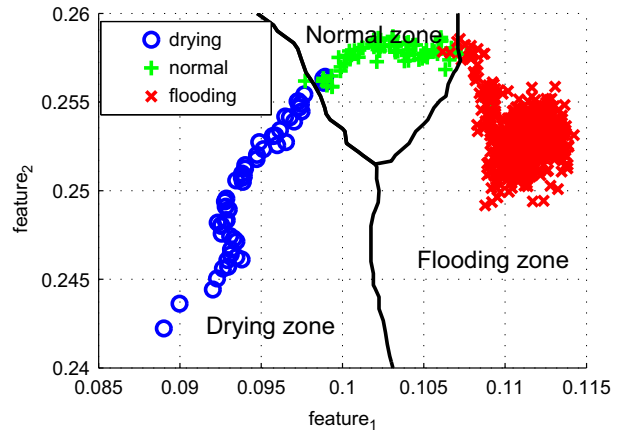 0.26
0.255
0.25
0.245
0.24
feature2
drying
normal
flooding
Normal zone
Flooding zone
Drying zone
0.085 0.09 0.095 0.1 0.105 0.11 0.115
feature1